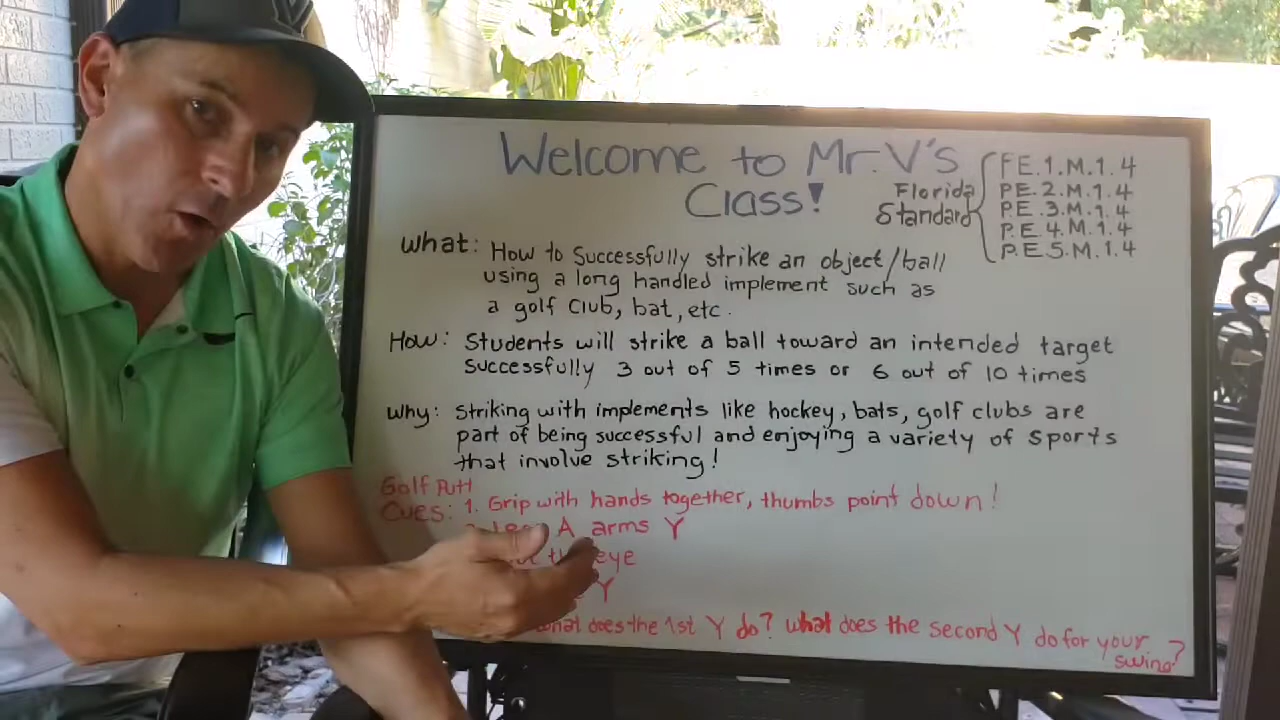 Welcome to Mr. V's
Class!
Florida
Standard
P.E.1.M.1.4
P.E.2.M.1.4
P.E.3.M.1.4
P.E.4.M.1.4
P.E.5.M.1.4
What: How to Successfully strike an object/ball
using a long handled implement such as
a golf club, bat, etc.
How: Students will strike a ball toward an intended target
successfully 3 out of 5 times or 6 out of 10 times
Why: Striking with implements like hockey, bats, golf clubs are
part of being successful and enjoying a variety of sports
that involve striking!
Golf Putt
Cues: 1. Grip with hands together, thumbs point down!
A arms Y
eye
Y
What does the 1st Y do? What does the second Y do for your
swing?